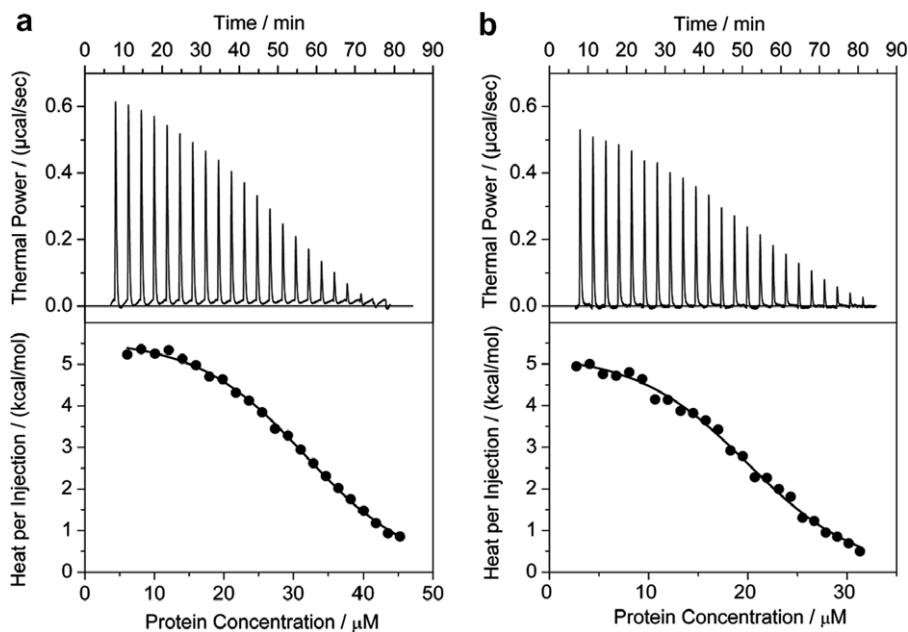 a
Time / min
0 10 20 30 40 50 60 70 80 90
Thermal Power / (μcal/sec)
0.6
0.4
0.2
0.0
Heat per Injection / (kcal/mol)
5
4
3
2
1
0
0 10 20 30 40 50
Protein Concentration / μM
b
Time / min
0 10 20 30 40 50 60 70 80 90
Thermal Power / (μcal/sec)
0.6
0.4
0.2
0.0
Heat per Injection / (kcal/mol)
5
4
3
2
1
0
0 10 20 30
Protein Concentration / μM